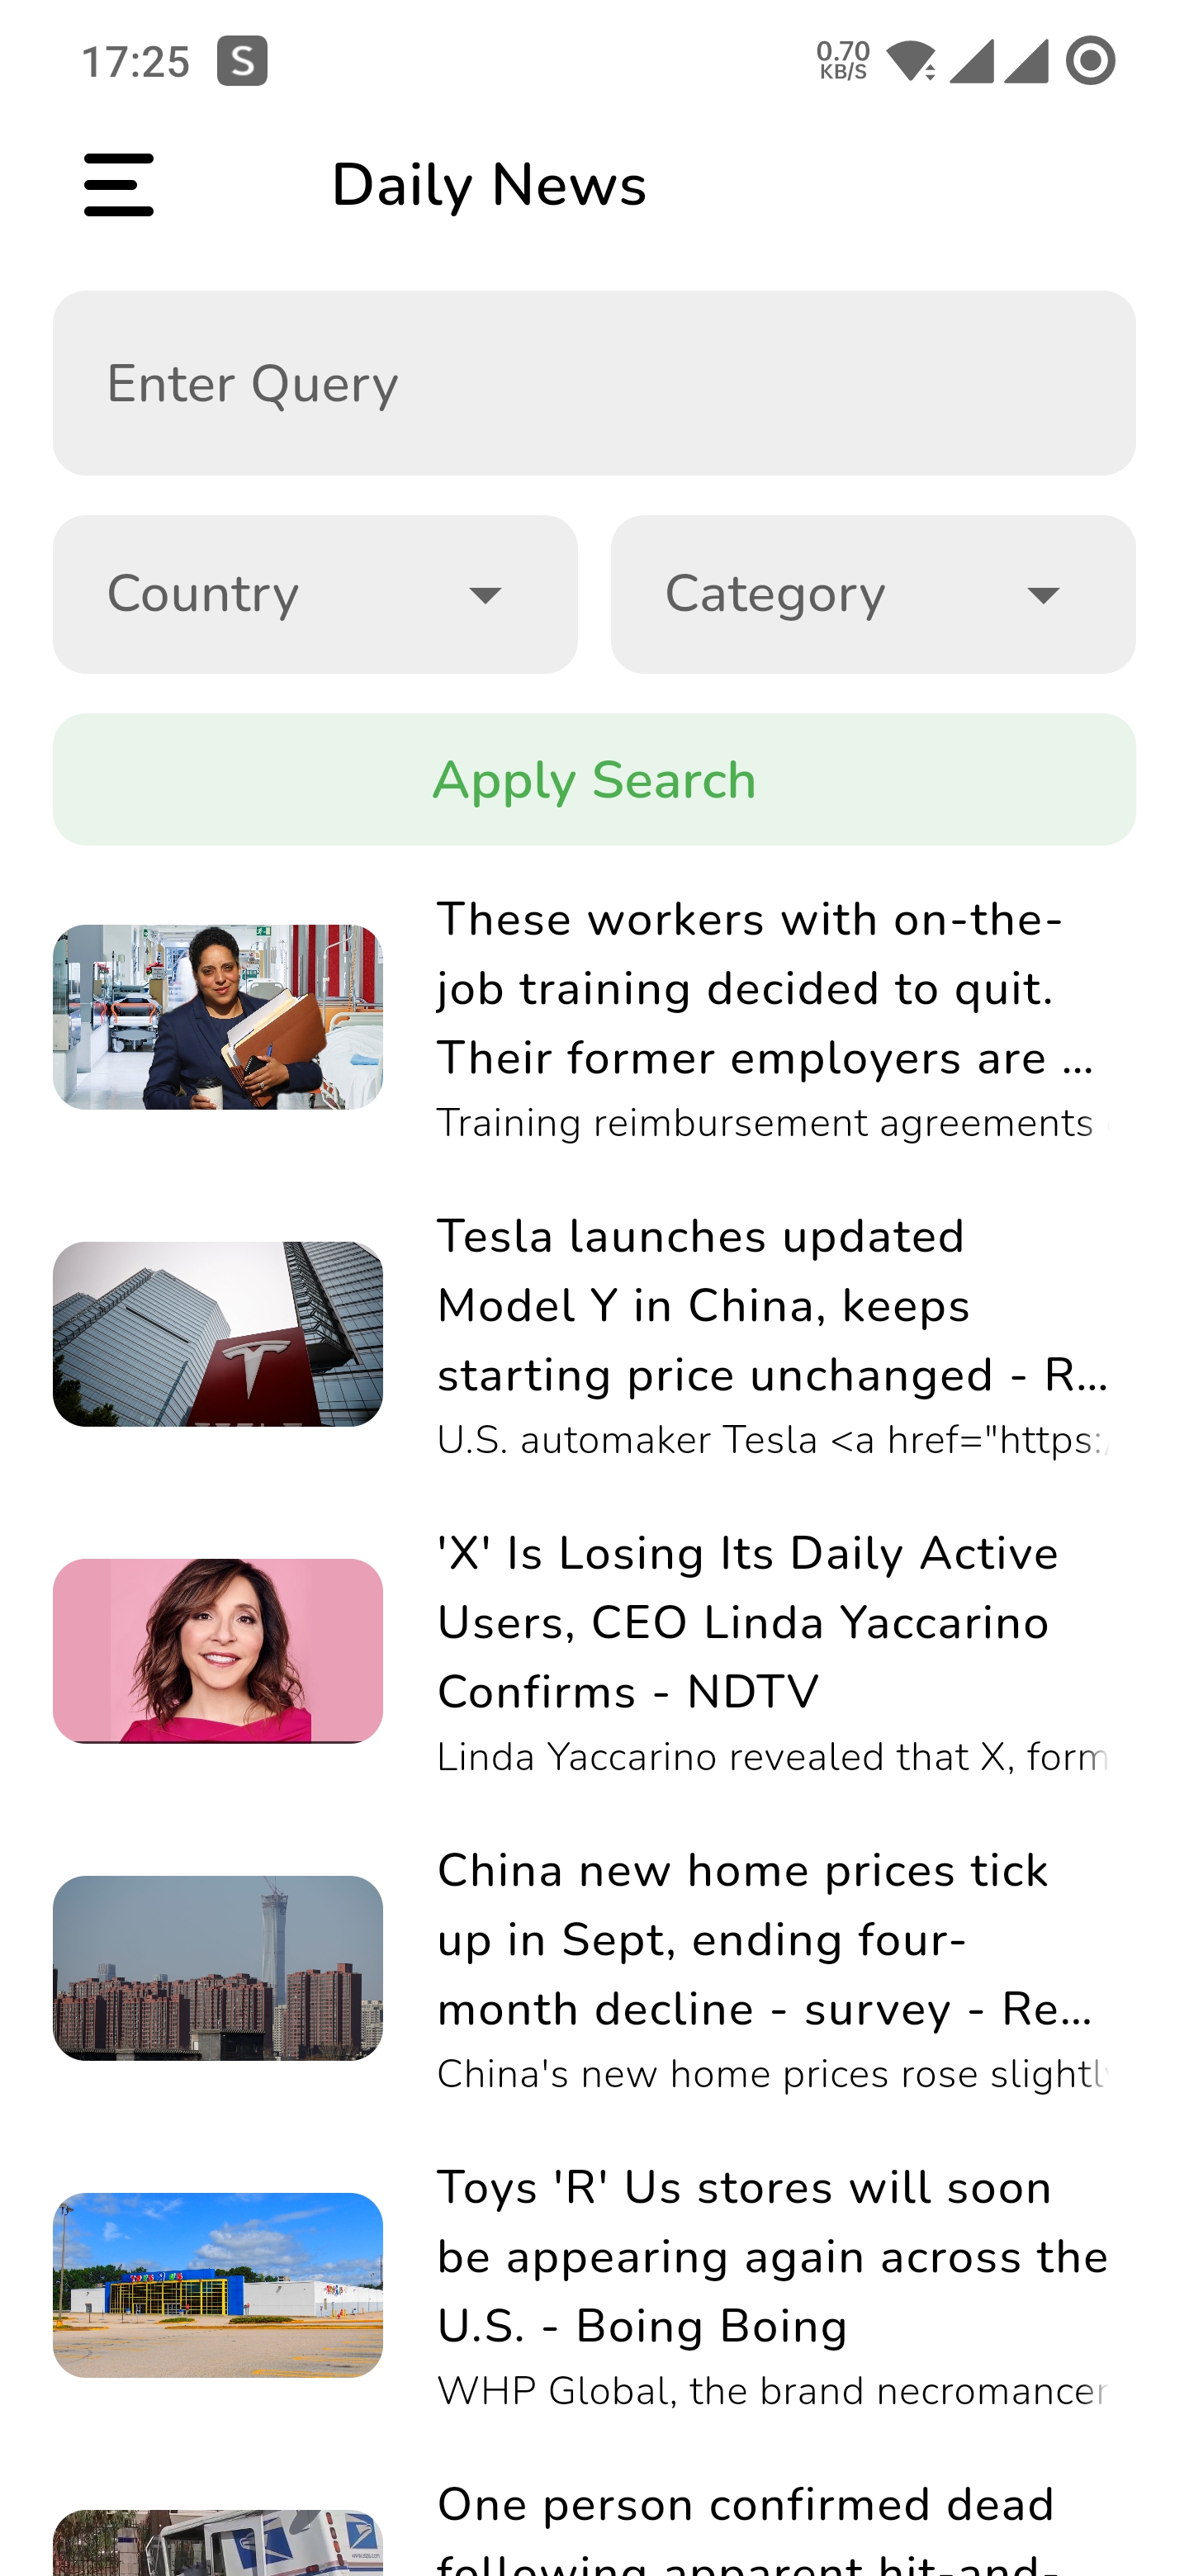 17:25 S 0.70 KB/S
Daily News
Enter Query
Country Category
Apply Search
These workers with on-the-
job training decided to quit.
Their former employers are ...
Training reimbursement agreements
Tesla launches updated
Model Y in China, keeps
starting price unchanged - R...
U.S. automaker Tesla <a href="https:/
'X' Is Losing Its Daily Active
Users, CEO Linda Yaccarino
Confirms - NDTV
Linda Yaccarino revealed that X, form
China new home prices tick
up in Sept, ending four-
month decline - survey - Re...
China's new home prices rose slightly
Toys 'R' Us stores will soon
be appearing again across the
U.S. - Boing Boing
WHP Global, the brand necromancer
One person confirmed dead
following apparent hit-and-